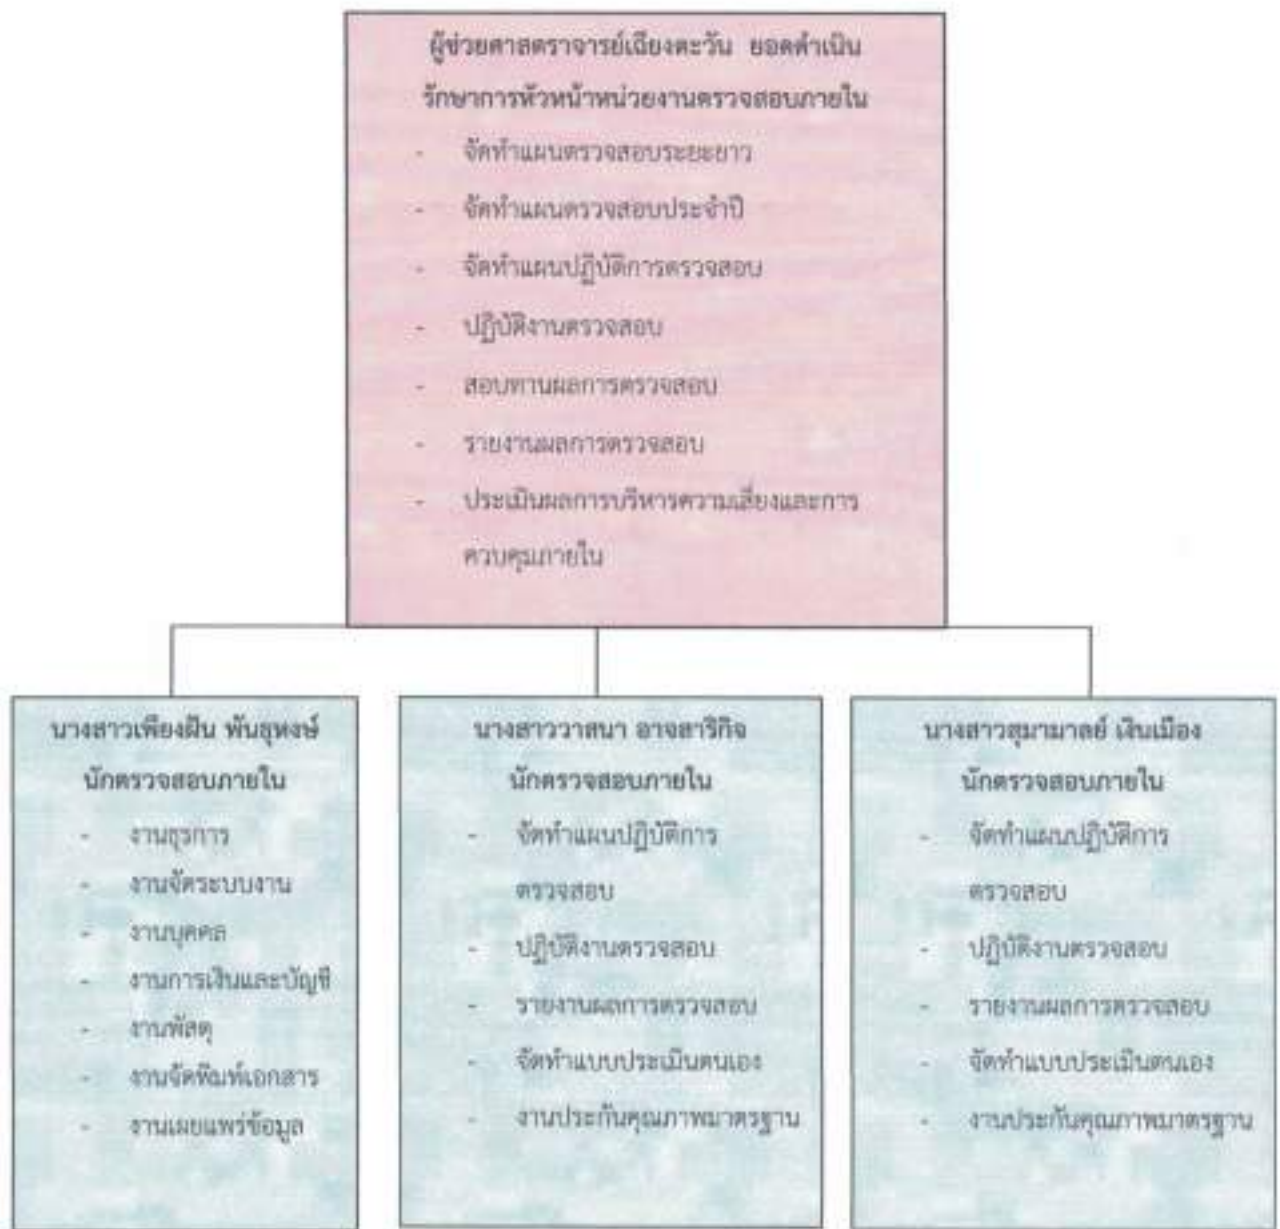 ผู้ช่วยศาสตราจารย์เฉียงตะวัน ยอดดำเนิน
รักษาการหัวหน้าหน่วยงานตรวจสอบภายใน
- จัดทำแผนตรวจสอบระยะยาว
- จัดทำแผนตรวจสอบประจำปี
- จัดทำแผนปฏิบัติการตรวจสอบ
- ปฏิบัติงานตรวจสอบ
- สอบทานผลการตรวจสอบ
- รายงานผลการตรวจสอบ
- ประเมินผลการบริหารความเสี่ยงและการ
ควบคุมภายใน
นางสาวเพียงฝัน พันธุหงษ์
นักตรวจสอบภายใน
- งานธุรการ
- งานจัดระบบงาน
- งานบุคคล
- งานการเงินและบัญชี
- งานพัสดุ
- งานจัดพิมพ์เอกสาร
- งานเผยแพร่ข้อมูล
นางสาววาสนา อาจสาริกิจ
นักตรวจสอบภายใน
- จัดทำแผนปฏิบัติการ
ตรวจสอบ
- ปฏิบัติงานตรวจสอบ
- รายงานผลการตรวจสอบ
- จัดทำแบบประเมินตนเอง
- งานประกันคุณภาพมาตรฐาน
นางสาวสุมามาลย์ เงินเมือง
นักตรวจสอบภายใน
- จัดทำแผนปฏิบัติการ
ตรวจสอบ
- ปฏิบัติงานตรวจสอบ
- รายงานผลการตรวจสอบ
- จัดทำแบบประเมินตนเอง
- งานประกันคุณภาพมาตรฐาน